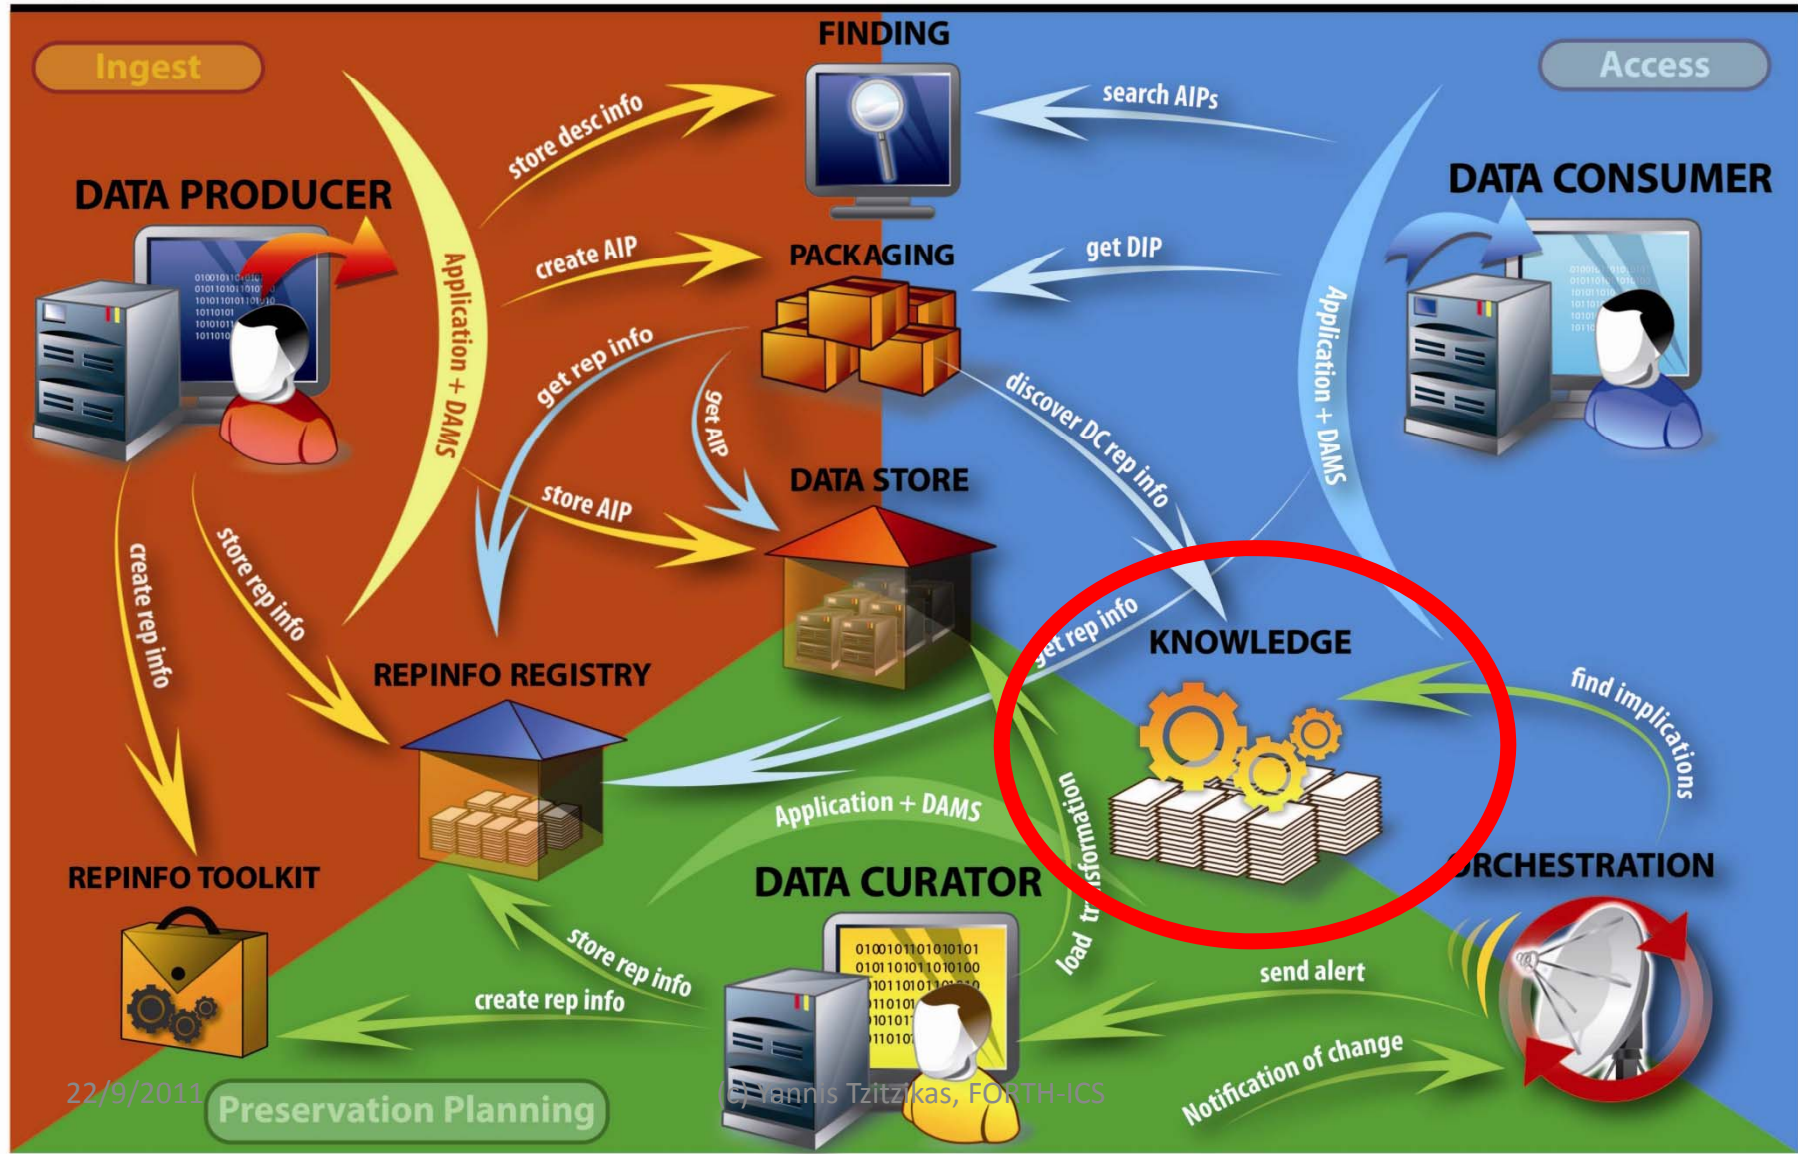 FINDING
Ingest
Access
store desc info
search AIPs
DATA PRODUCER
DATA CONSUMER
create AIP
PACKAGING
get DIP
Application + DAMS
Application + DAMS
get rep info
get AIP
discover DC rep info
DATA STORE
store AIP
create rep info
store rep info
get rep info
KNOWLEDGE
REPINFO REGISTRY
find implications
Application + DAMS
load transformation
REPINFO TOOLKIT
DATA CURATOR
ORCHESTRATION
store rep info
create rep info
send alert
Notification of change
0100101101010101
0101101011010100
22/9/2011
Preservation Planning
(c) Yannis Tzitzikas, FORTH-ICS